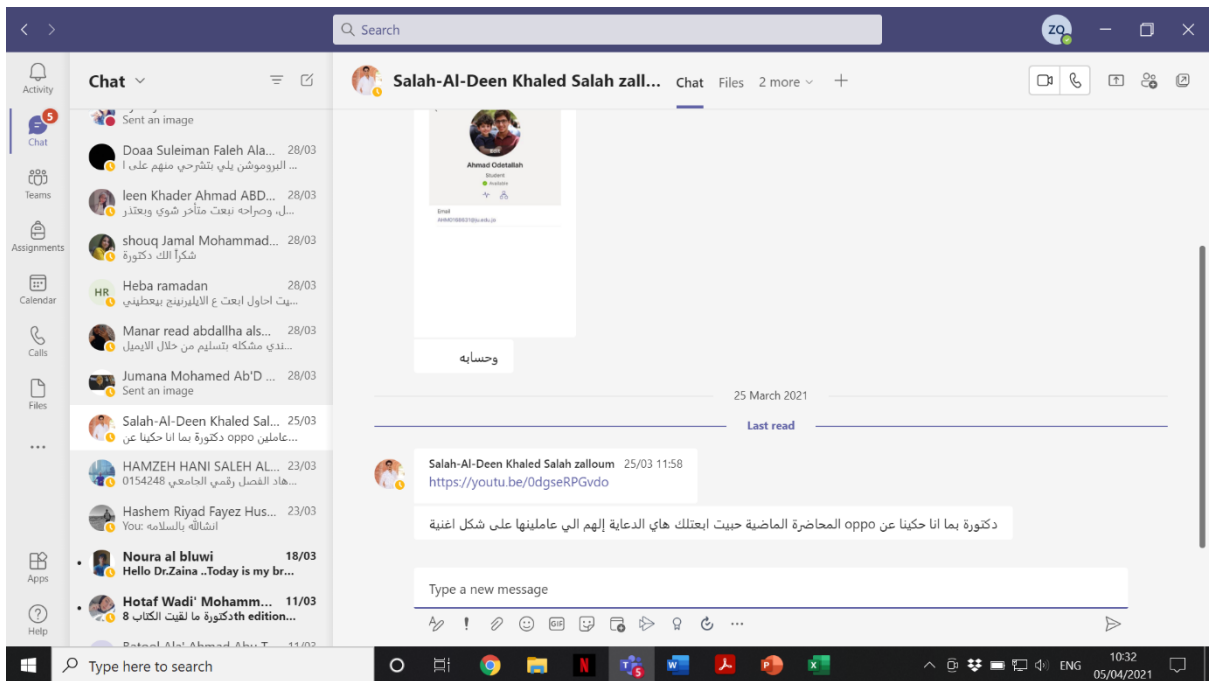 Search
ZQ
Activity
Chat
5
Chat
Teams
Assignments
Calendar
Calls
Files
Apps
Help
Sent an image
Doaa Suleiman Faleh Ala... 28/03
... البروموشن يلي بتشرحي منهم على ا
leen Khader Ahmad ABD... 28/03
...ل، وصراحه نبعت متأخر شوي وبعتذر
shouq Jamal Mohammad... 28/03
شكراً الك دكتورة
HR
Heba ramadan 28/03
...يت احاول ابعت ع الايليرنينج بيعطيني
Manar read abdallha als... 28/03
...ندي مشكله بتسليم من خلال الايميل
Jumana Mohamed Ab'D ... 28/03
Sent an image
Salah-Al-Deen Khaled Sal... 25/03
...عاملين oppo دكتورة بما انا حكينا عن
HAMZEH HANI SALEH AL... 23/03
...هاد الفصل رقمي الجامعي 0154248
Hashem Riyad Fayez Hus... 23/03
You: انشالله بالسلامه
Noura al bluwi 18/03
Hello Dr.Zaina ..Today is my br...
Hotaf Wadi' Mohamm... 11/03
دكتورة ما لقيت الكتاب 8th edition...
Salah-Al-Deen Khaled Salah zall... Chat Files 2 more
Edit
Ahmad Odetallah
Student
Available
Email
وحسابه
25 March 2021
Last read
Salah-Al-Deen Khaled Salah zalloum 25/03 11:58
https://youtu.be/0dgseRPGvdo
دكتورة بما انا حكينا عن oppo المحاضرة الماضية حبيت ابعتلك هاي الدعاية إلهم الي عاملينها على شكل اغنية
Type a new message
GIF
Type here to search
ENG
10:32
05/04/2021